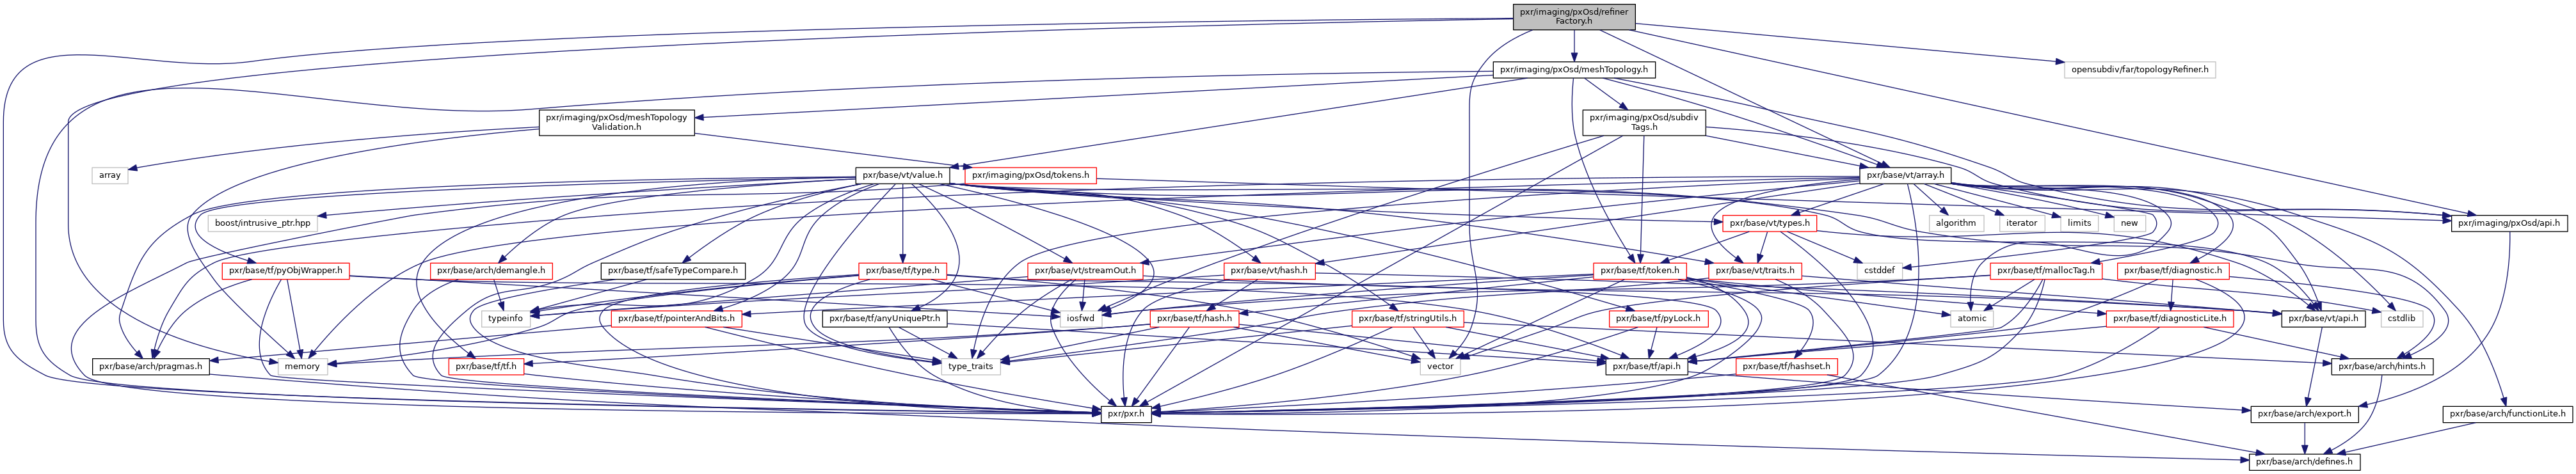 pxr/imaging/pxOsd/refiner
Factory.h
pxr/imaging/pxOsd/meshTopology.h
opensubdiv/far/topologyRefiner.h
pxr/imaging/pxOsd/meshTopology
Validation.h
pxr/imaging/pxOsd/subdiv
Tags.h
array
pxr/base/vt/value.h
pxr/imaging/pxOsd/tokens.h
pxr/base/vt/array.h
boost/intrusive_ptr.hpp
pxr/base/vt/types.h
algorithm
iterator
limits
new
pxr/imaging/pxOsd/api.h
pxr/base/tf/pyObjWrapper.h
pxr/base/arch/demangle.h
pxr/base/tf/safeTypeCompare.h
pxr/base/tf/type.h
pxr/base/vt/streamOut.h
pxr/base/vt/hash.h
pxr/base/tf/token.h
pxr/base/vt/traits.h
cstddef
pxr/base/tf/mallocTag.h
pxr/base/tf/diagnostic.h
typeinfo
pxr/base/tf/pointerAndBits.h
pxr/base/tf/anyUniquePtr.h
iosfwd
pxr/base/tf/hash.h
pxr/base/tf/stringUtils.h
pxr/base/tf/pyLock.h
atomic
pxr/base/tf/diagnosticLite.h
pxr/base/vt/api.h
cstdlib
pxr/base/arch/pragmas.h
memory
pxr/base/tf/tf.h
type_traits
vector
pxr/base/tf/api.h
pxr/base/tf/hashset.h
pxr/base/arch/hints.h
pxr/pxr.h
pxr/base/arch/export.h
pxr/base/arch/functionLite.h
pxr/base/arch/defines.h